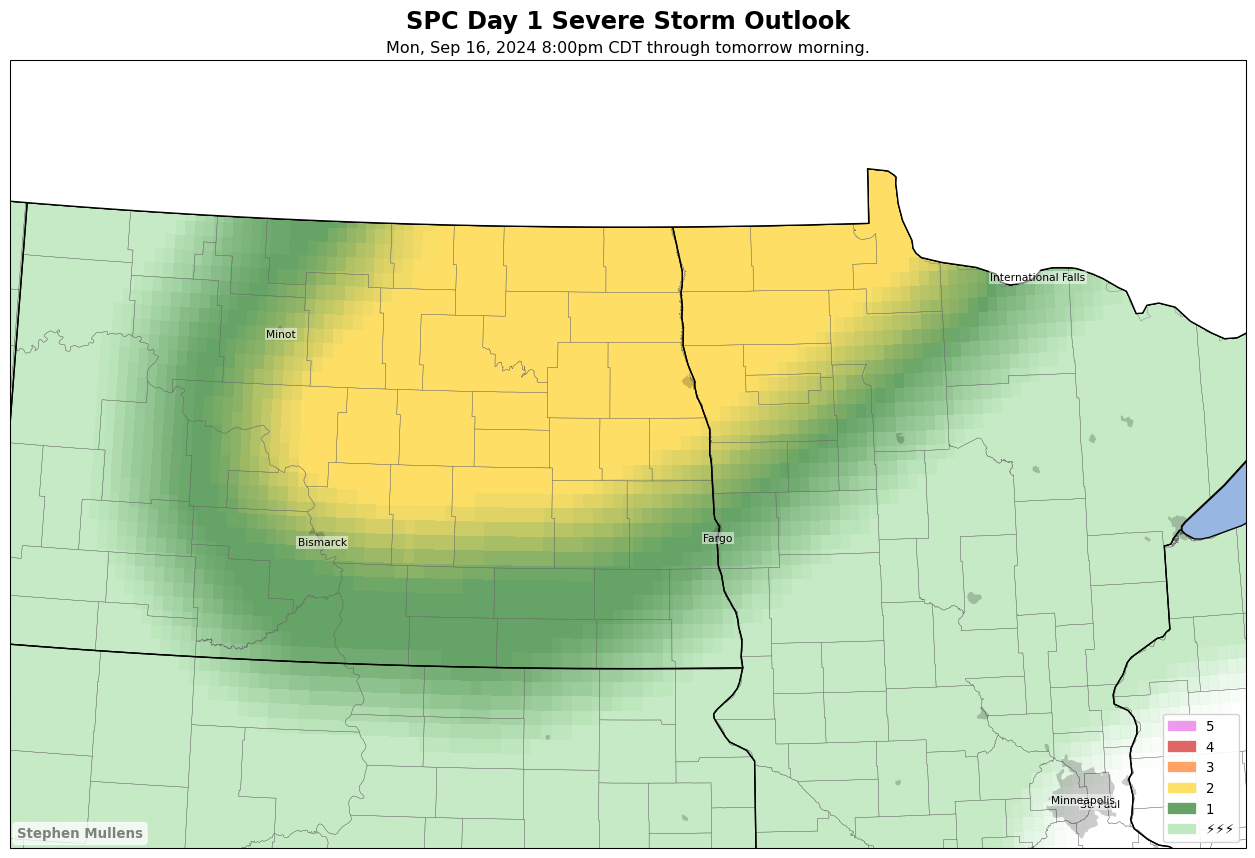 SPC Day 1 Severe Storm Outlook
Mon, Sep 16, 2024 8:00pm CDT through tomorrow morning.
International Falls
Minot
Fargo
Bismarck
5
4
3
2
1
⚡⚡⚡
Minneapolis
St. Paul
Stephen Mullens